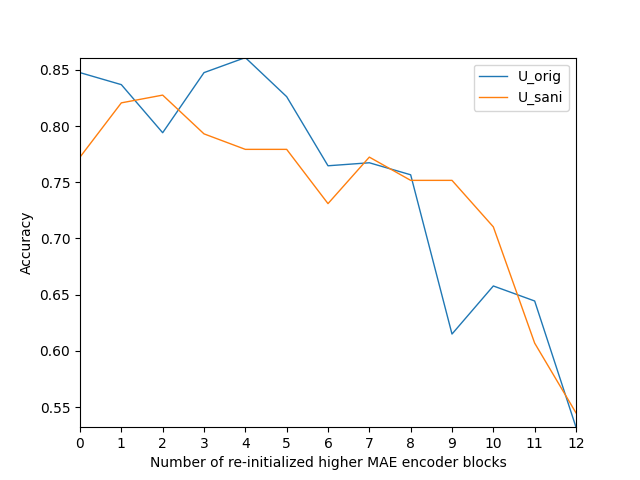 U_orig
U_sani
0.85
0.80
0.75
0.70
0.65
0.60
0.55
Accuracy
0 1 2 3 4 5 6 7 8 9 10 11 12
Number of re-initialized higher MAE encoder blocks